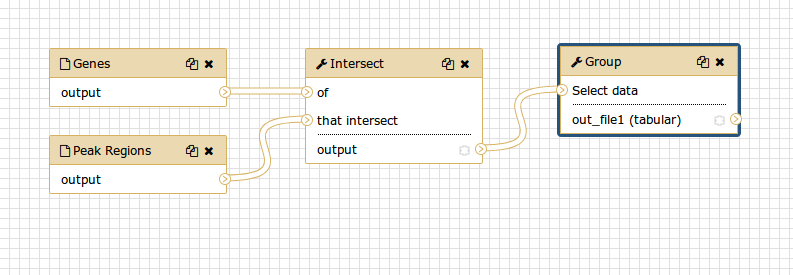 Genes
output
Peak Regions
output
Intersect
of
that intersect
output
Group
Select data
out_file1 (tabular)